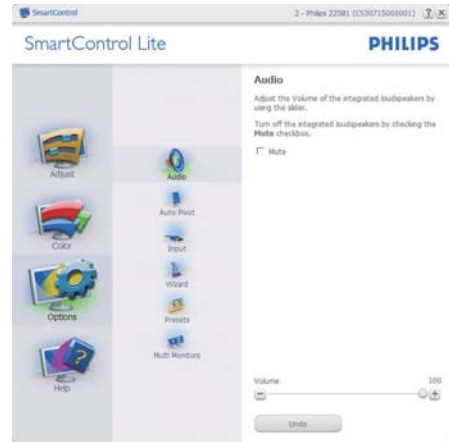 SmartControl
2 - Philips 225B1 (CS30715000001)
SmartControl Lite
PHILIPS
Adjust
Color
Options
Help
Audio
Auto Pivot
Input
Wizard
Presets
Multi Monitors
Audio
Adjust the Volume of the integrated loudspeakers by
using the slider.
Turn off the integrated loudspeakers by checking the
Mute checkbox.
Mute
Volume
100
Undo